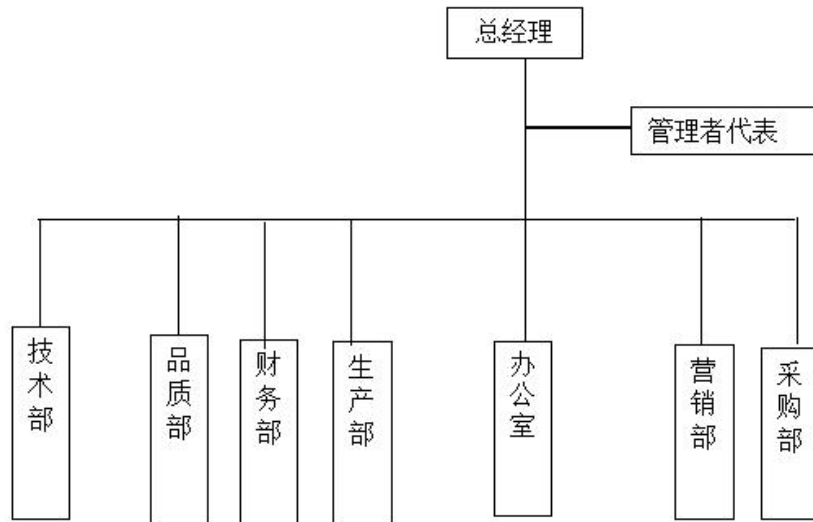 总经理
管理者代表
技术部
品质部
财务部
生产部
办公室
营销部
采购部